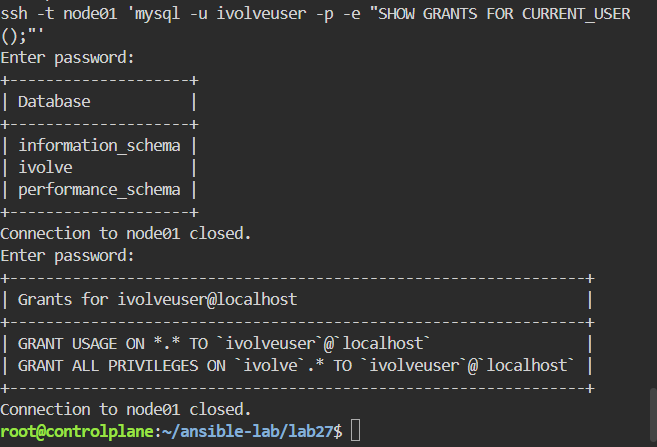 ssh -t node01 'mysql -u ivolveuser -p -e "SHOW GRANTS FOR CURRENT_USER
();"'
Enter password:
+--------------------+
| Database           |
+--------------------+
| information_schema |
| ivolve             |
| performance_schema |
+--------------------+
Connection to node01 closed.
Enter password:
+---------------------------------------------------------------+
| Grants for ivolveuser@localhost                               |
+---------------------------------------------------------------+
| GRANT USAGE ON *.* TO `ivolveuser`@`localhost`                |
| GRANT ALL PRIVILEGES ON `ivolve`.* TO `ivolveuser`@`localhost` |
+---------------------------------------------------------------+
Connection to node01 closed.
root@controlplane:~/ansible-lab/lab27$